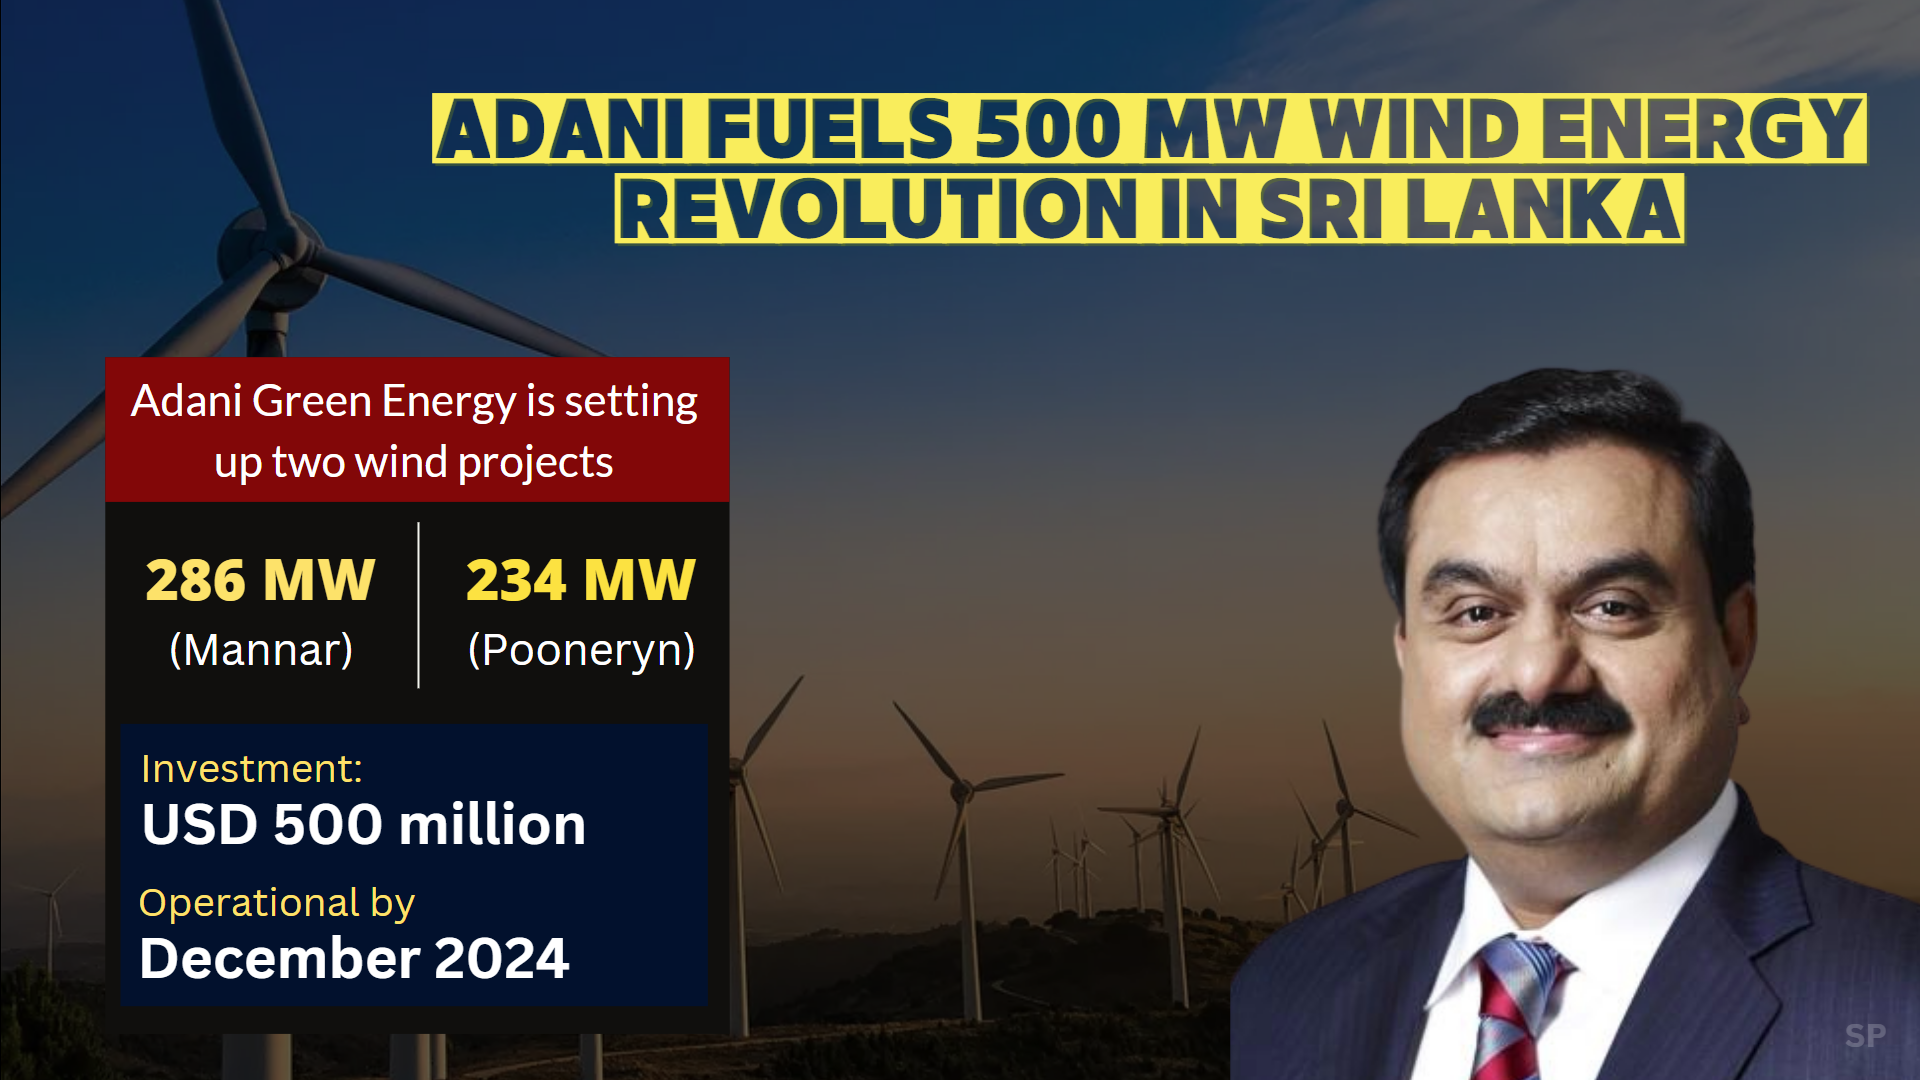 ADANI FUELS 500 MW WIND ENERGY
REVOLUTION IN SRI LANKA
Adani Green Energy is setting
up two wind projects
286 MW
(Mannar)
234 MW
(Pooneryn)
Investment:
USD 500 million
Operational by
December 2024
SP